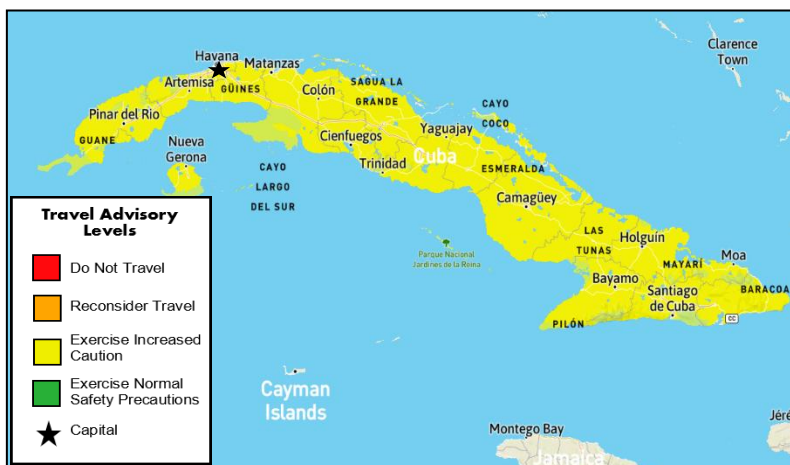 Clarence
Town
Havana
Matanzas
SAGUA LA
GRANDE
Artemisa
GÜINES
Colón
CAYO
COCO
Pinar del Rio
GUANE
Cienfuegos
Yaguajay
Cuba
Nueva
Gerona
CAYO
LARGO
DEL SUR
Trinidad
ESMERALDA
Camagüey
LAS
TUNAS
Holguín
Parque Nacional
Jardines de la Reina
MAYARÍ
Moa
Bayamo
Santiago
de Cuba
BARACOA
CC
PILÓN
Travel Advisory
Levels
Do Not Travel
Reconsider Travel
Exercise Increased
Caution
Exercise Normal
Safety Precautions
Capital
Cayman
Islands
Montego Bay
Jamaica
Jéré